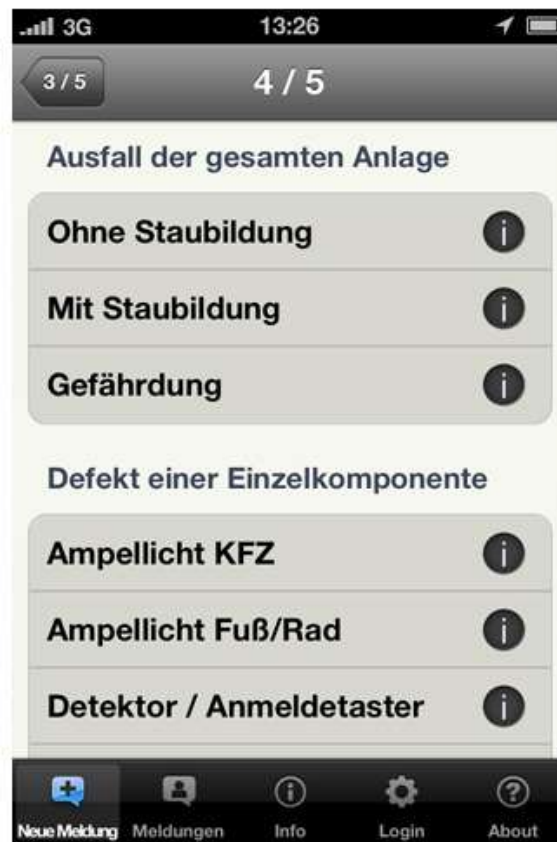 3G 13:26
3 / 5 4 / 5
Ausfall der gesamten Anlage
Ohne Staubildung
Mit Staubildung
Gefährdung
Defekt einer Einzelkomponente
Ampellicht KFZ
Ampellicht Fuß/Rad
Detektor / Anmeldetaster
Neue Meldung Meldungen Info Login About